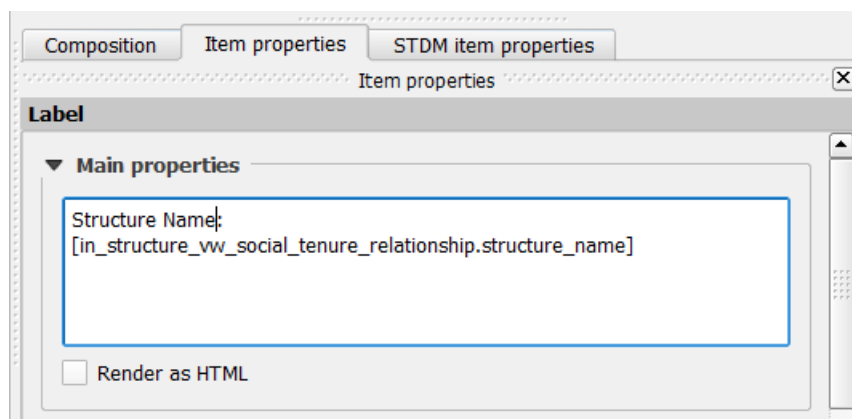 Composition
Item properties
STDM item properties
Item properties
Label
Main properties
Structure Name:
[in_structure_vw_social_tenure_relationship.structure_name]
Render as HTML